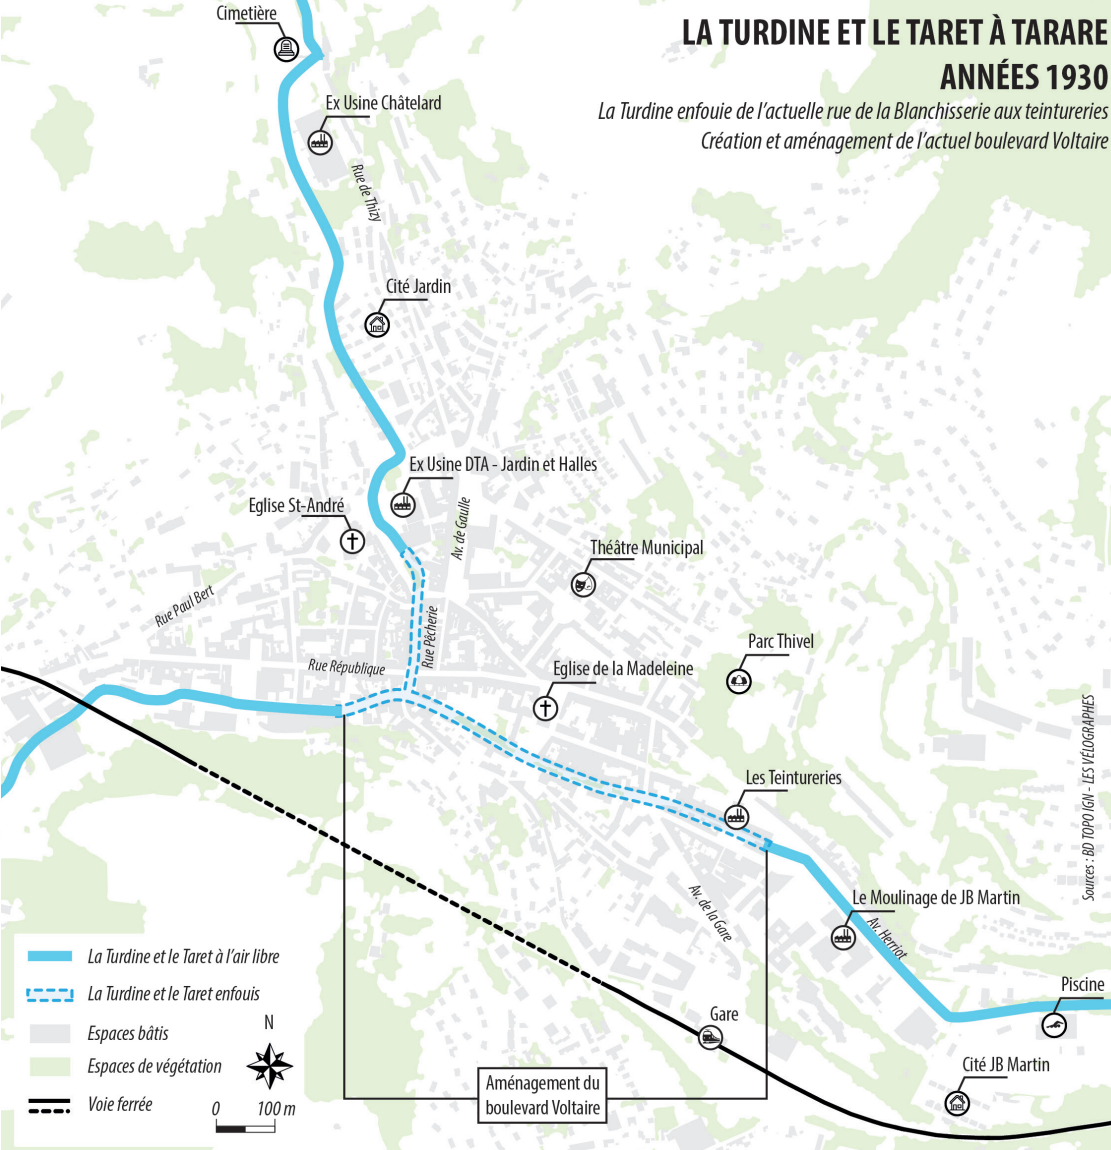 LA TURDINE ET LE TARET À TARARE
ANNÉES 1930
La Turdine enfouie de l'actuelle rue de la Blanchisserie aux teintureries
Création et aménagement de l'actuel boulevard Voltaire
Cimetière
Ex Usine Châtelard
Rue de Thizy
Cité Jardin
Ex Usine DTA - Jardin et Halles
Eglise St-André
Av. de Gaulle
Théâtre Municipal
Rue Paul Bert
Rue Pêcherie
Rue République
Parc Thivel
Eglise de la Madeleine
Les Teintureries
Le Moulinage de JB Martin
Av. de la Gare
Av. Herriot
Piscine
Gare
Cité JB Martin
Aménagement du
boulevard Voltaire
La Turdine et le Taret à l'air libre
La Turdine et le Taret enfouis
Espaces bâtis
Espaces de végétation
Voie ferrée
N
0 100 m
Sources : BD TOPO IGN - LES VÉLOGRAPHES